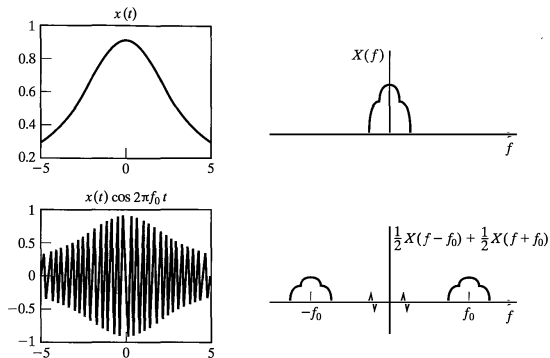 x(t)
1
0.8
0.6
0.4
0.2
−5
0
5
X(f)
f
x(t) cos 2πf₀ t
1
0.5
0
−0.5
−1
−5
0
5
½X(f − f₀) + ½X(f + f₀)
−f₀
f₀
f